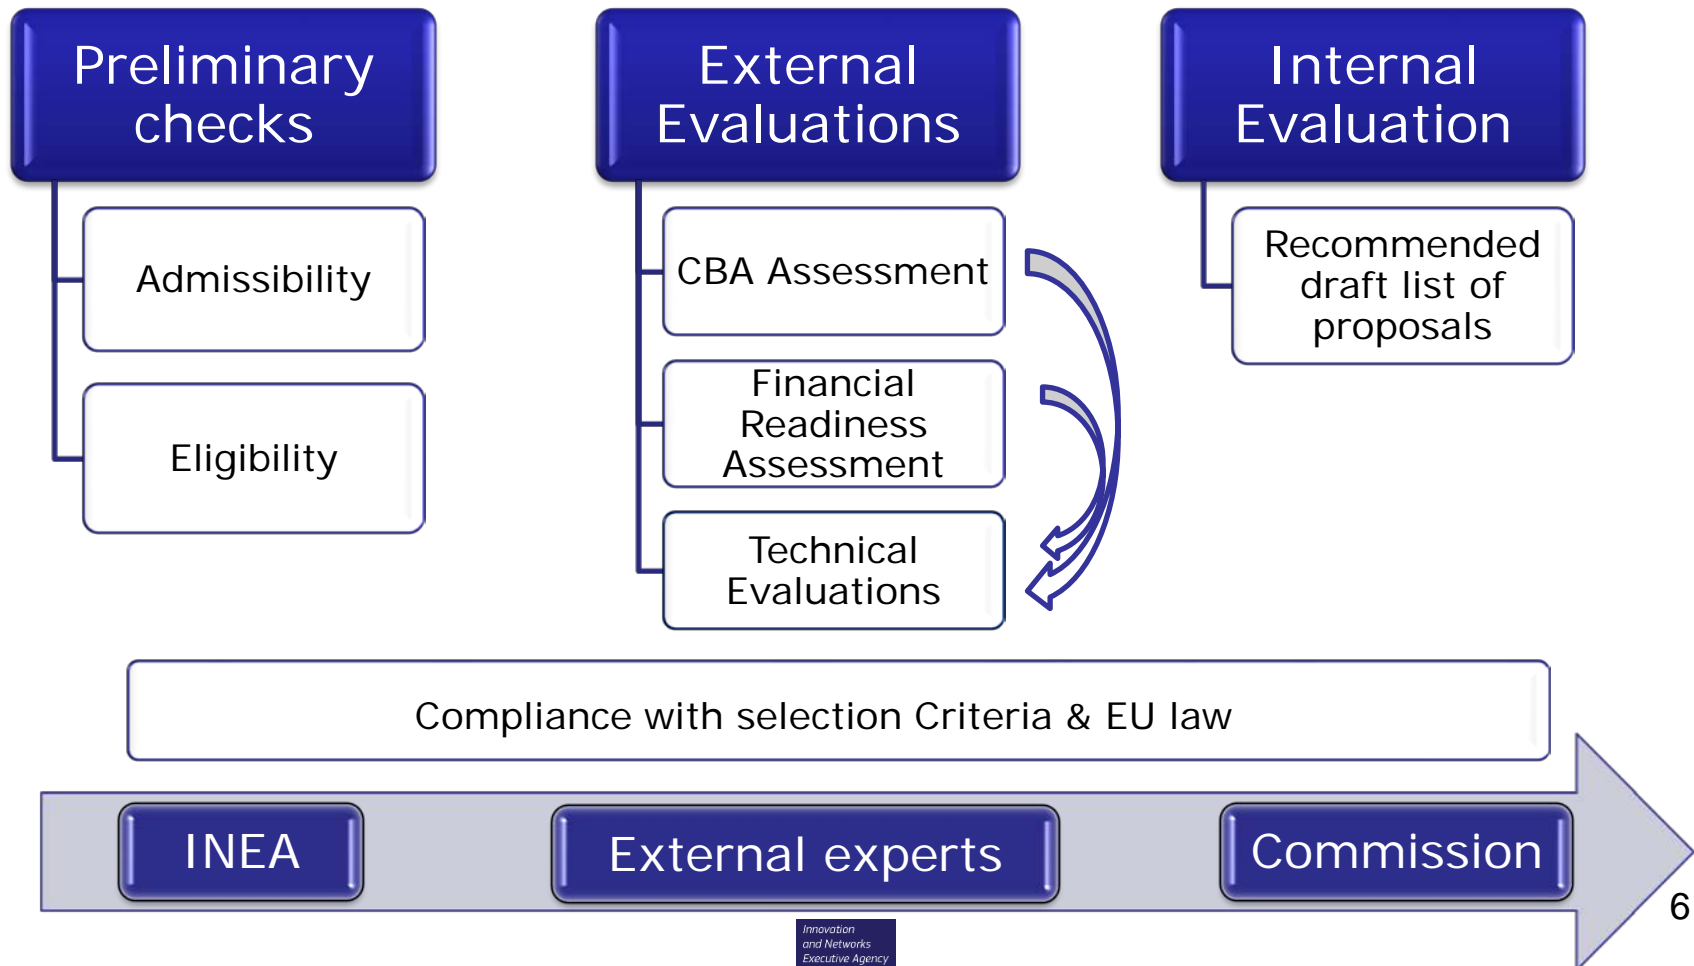 Preliminary
checks
Admissibility
Eligibility
External
Evaluations
CBA Assessment
Financial
Readiness
Assessment
Technical
Evaluations
Internal
Evaluation
Recommended
draft list of
proposals
Compliance with selection Criteria & EU law
INEA
External experts
Commission
6
Innovation
and Networks
Executive Agency